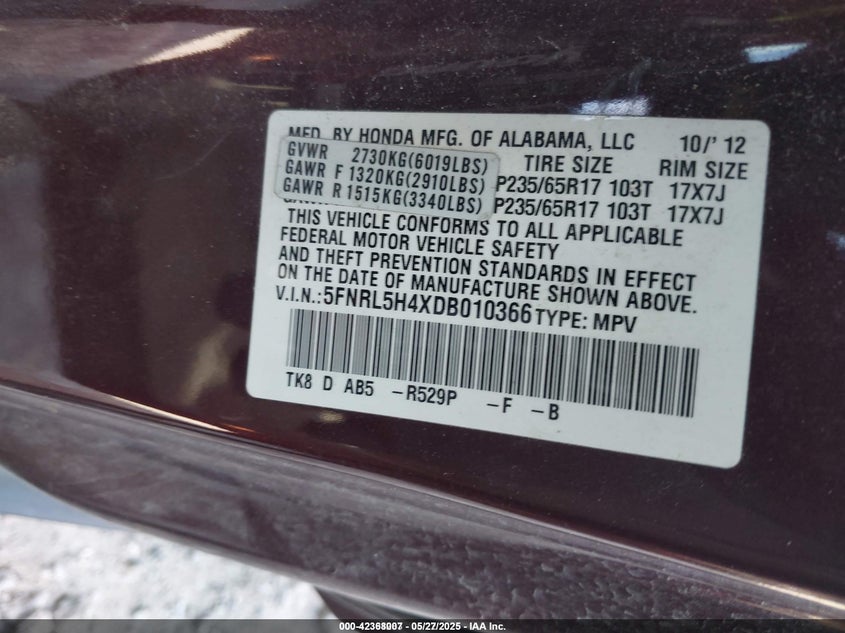 MFD. BY HONDA MFG. OF ALABAMA, LLC 10/' 12
GVWR 2730KG(6019LBS) TIRE SIZE RIM SIZE
GAWR F 1320KG(2910LBS) P235/65R17 103T 17X7J
GAWR R 1515KG(3340LBS) P235/65R17 103T 17X7J
THIS VEHICLE CONFORMS TO ALL APPLICABLE
FEDERAL MOTOR VEHICLE SAFETY
AND THEFT PREVENTION STANDARDS IN EFFECT
ON THE DATE OF MANUFACTURE SHOWN ABOVE.
V.I.N.:5FNRL5H4XDB010366 TYPE: MPV
TK8 D AB5 -R529P -F -B
05/27/2025 - IAA Inc.